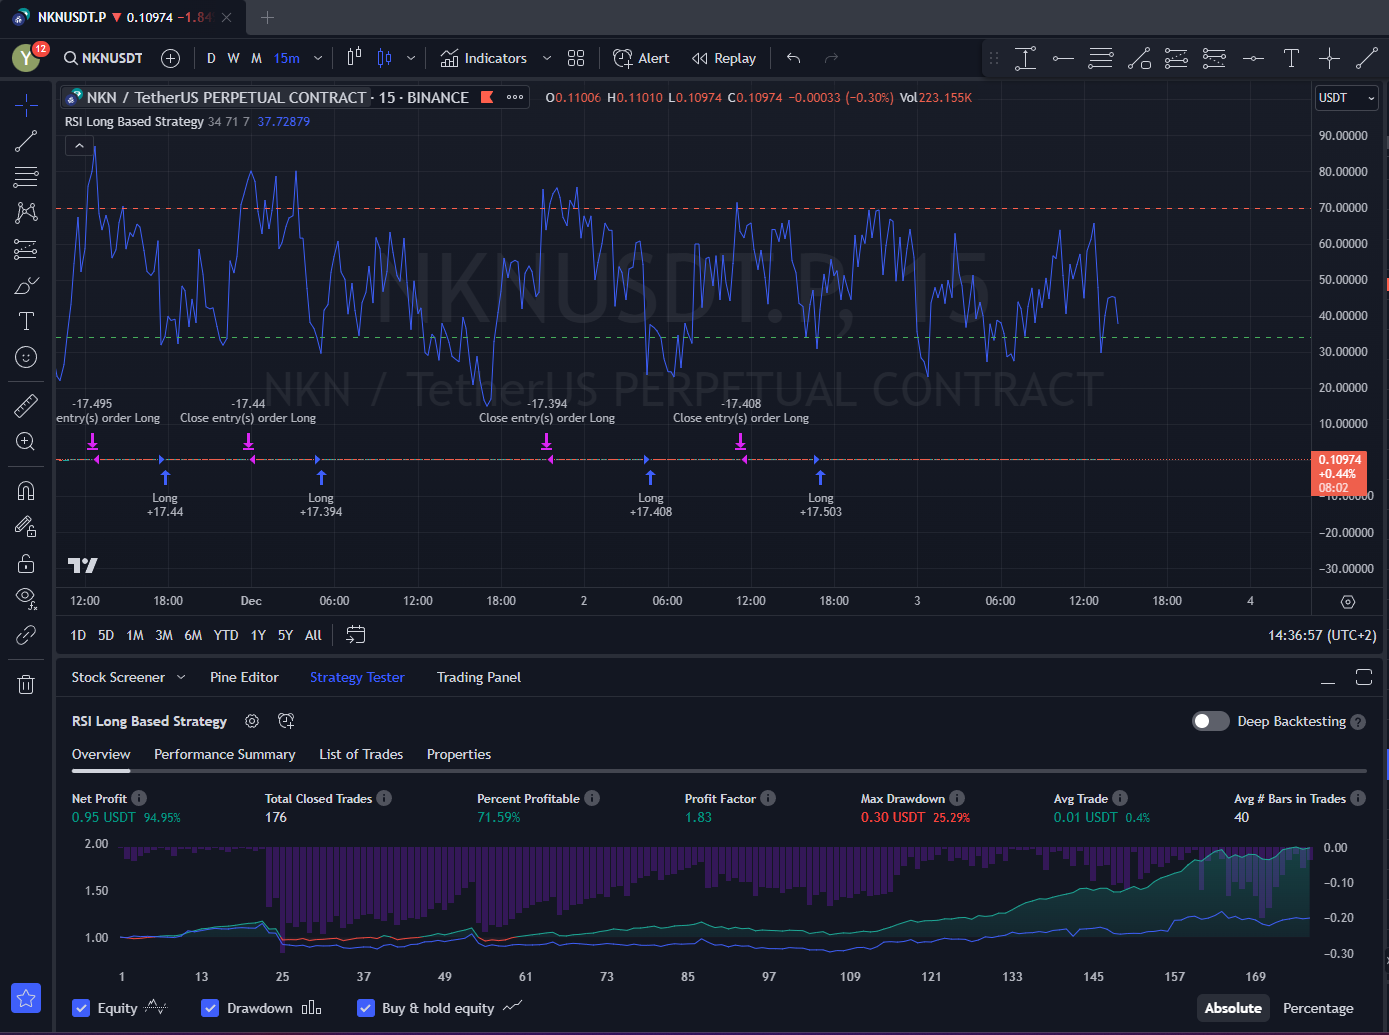 NKNUSDT.P ▼ 0.10974 −1.84
Y 12 NKNUSDT D W M 15m Indicators Alert Replay
NKN / TetherUS PERPETUAL CONTRACT · 15 · BINANCE O0.11006 H0.11010 L0.10974 C0.10974 −0.00033 (−0.30%) Vol223.155K
USDT
RSI Long Based Strategy 34 71 7 37.72879
90.00000
80.00000
70.00000
60.00000
50.00000
40.00000
30.00000
20.00000
10.00000
0.10974
+0.44%
08:02
−10.00000
−20.00000
−30.00000
NKNUSDT.P, 15
NKN / TetherUS PERPETUAL CONTRACT
-17.495 -17.44 -17.394 -17.408
entry(s) order Long Close entry(s) order Long Close entry(s) order Long Close entry(s) order Long
Long Long Long Long
+17.44 +17.394 +17.408 +17.503
12:00 18:00 Dec 06:00 12:00 18:00 2 06:00 12:00 18:00 3 06:00 12:00 18:00 4
1D 5D 1M 3M 6M YTD 1Y 5Y All 14:36:57 (UTC+2)
Stock Screener Pine Editor Strategy Tester Trading Panel
RSI Long Based Strategy Deep Backtesting
Overview Performance Summary List of Trades Properties
Net Profit Total Closed Trades Percent Profitable Profit Factor Max Drawdown Avg Trade Avg # Bars in Trades
0.95 USDT 94.95% 176 71.59% 1.83 0.30 USDT 25.29% 0.01 USDT 0.4% 40
2.00
1.50
1.00
0.00
−0.10
−0.20
−0.30
1 13 25 37 49 61 73 85 97 109 121 133 145 157 169
Equity Drawdown Buy & hold equity Absolute Percentage